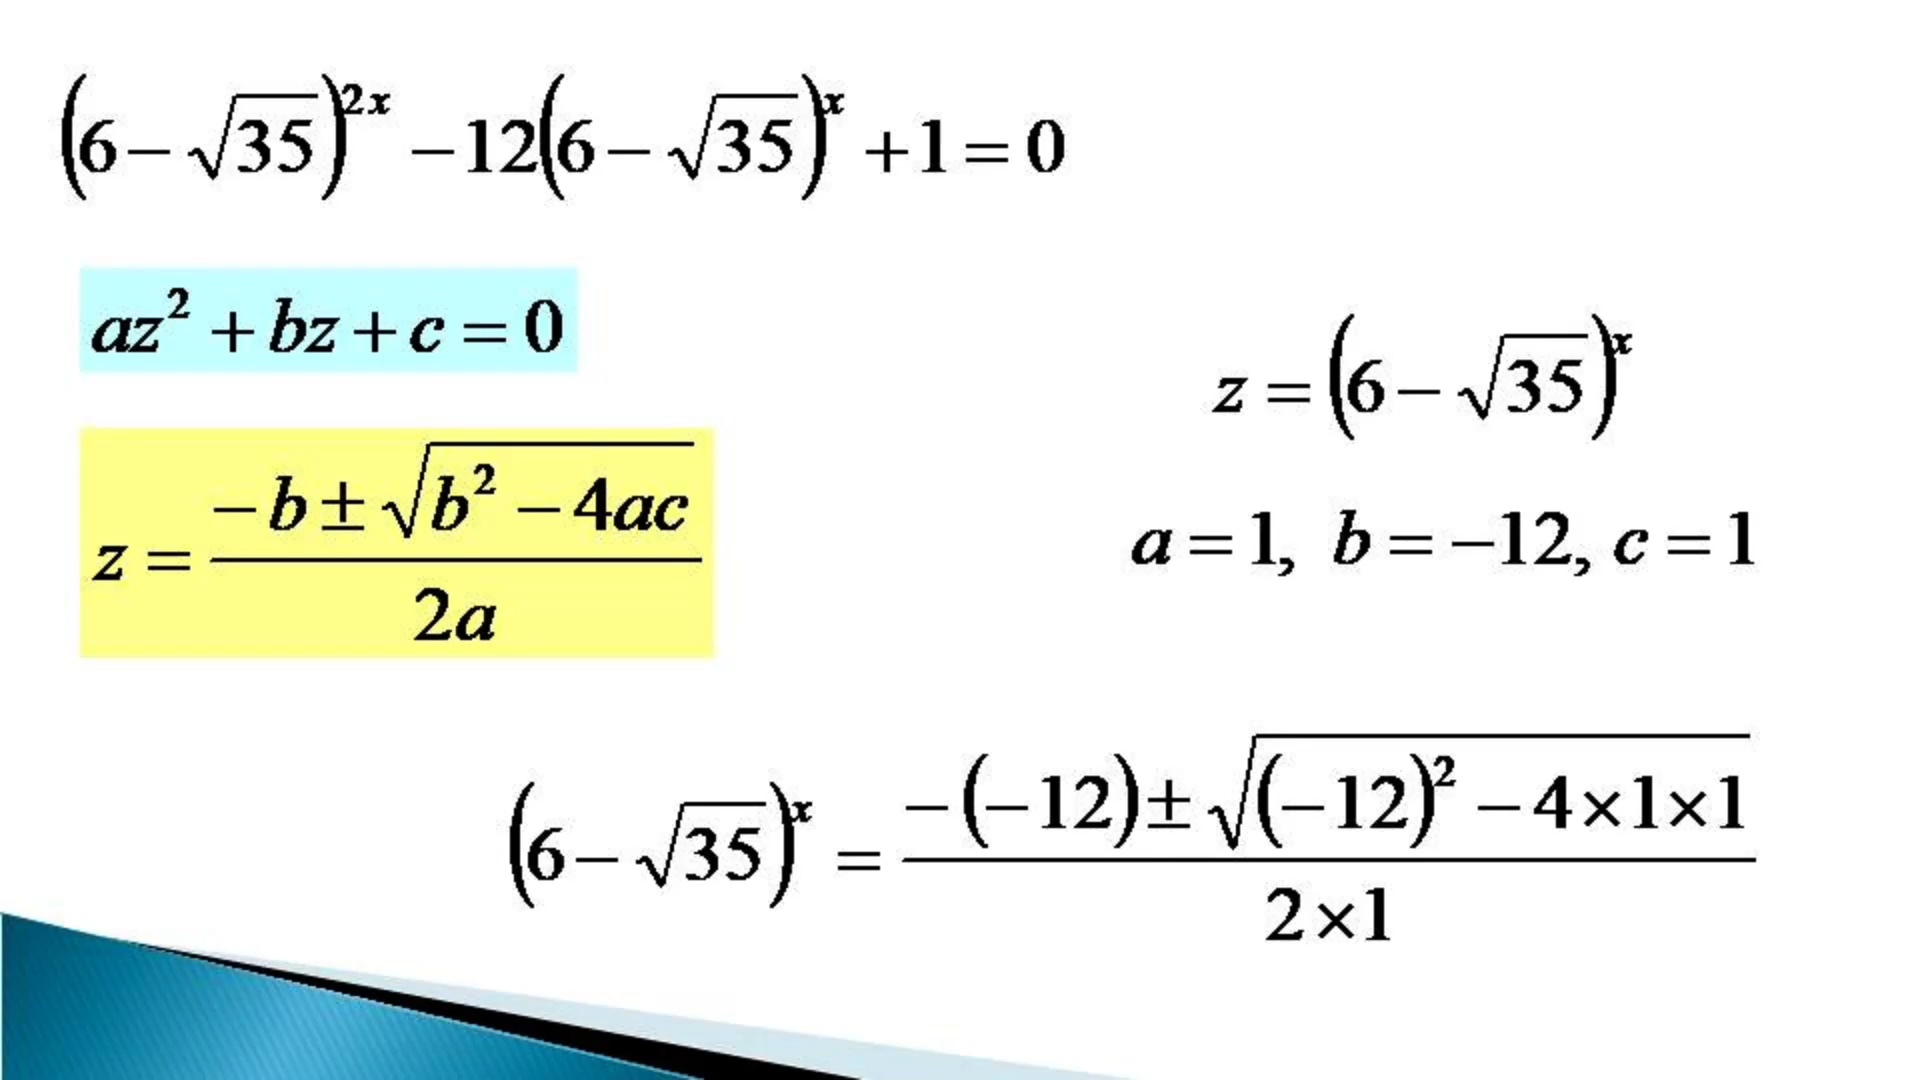 (6−√35)^{2x} −12(6−√35)^x +1=0
az² + bz + c = 0
z = (6−√35)^x
z = (−b ± √(b² − 4ac)) / (2a)
a = 1, b = −12, c = 1
(6−√35)^x = (−(−12) ± √((−12)² − 4×1×1)) / (2×1)